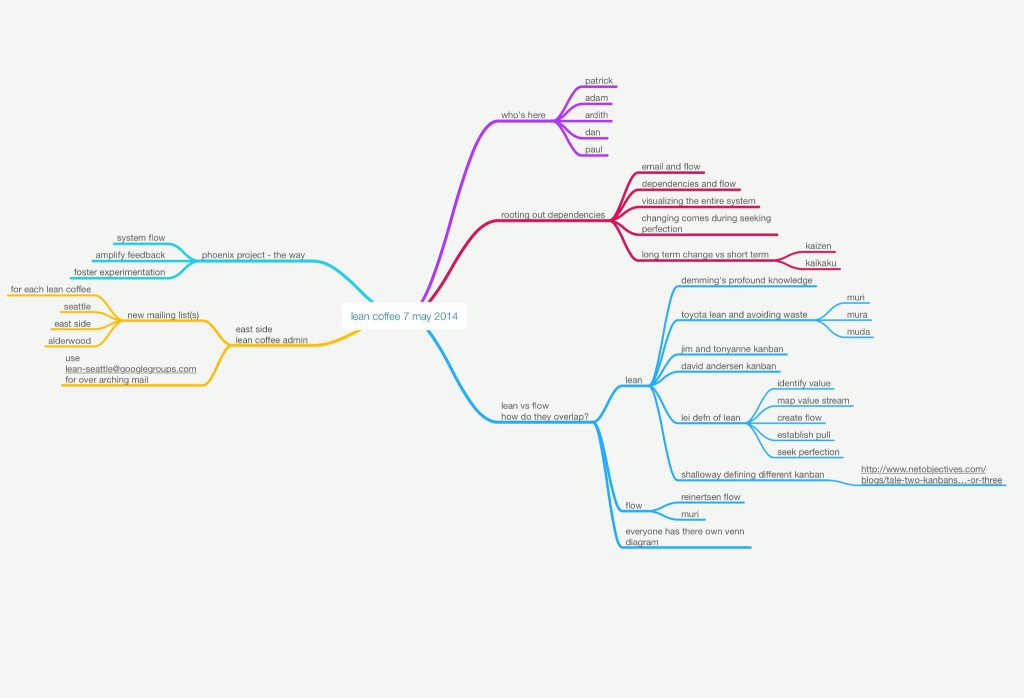 lean coffee 7 may 2014
who's here
patrick
adam
ardith
dan
paul
rooting out dependencies
email and flow
dependencies and flow
visualizing the entire system
changing comes during seeking
perfection
long term change vs short term
kaizen
kaikaku
lean vs flow
how do they overlap?
lean
demming's profound knowledge
toyota lean and avoiding waste
muri
mura
muda
jim and tonyanne kanban
david andersen kanban
lei defn of lean
identify value
map value stream
create flow
establish pull
seek perfection
shalloway defining different kanban
http://www.netobjectives.com/
blogs/tale-two-kanbans…-or-three
flow
reinertsen flow
muri
everyone has there own venn
diagram
east side
lean coffee admin
new mailing list(s)
for each lean coffee
seattle
east side
alderwood
use
lean-seattle@googlegroups.com
for over arching mail
phoenix project - the way
system flow
amplify feedback
foster experimentation